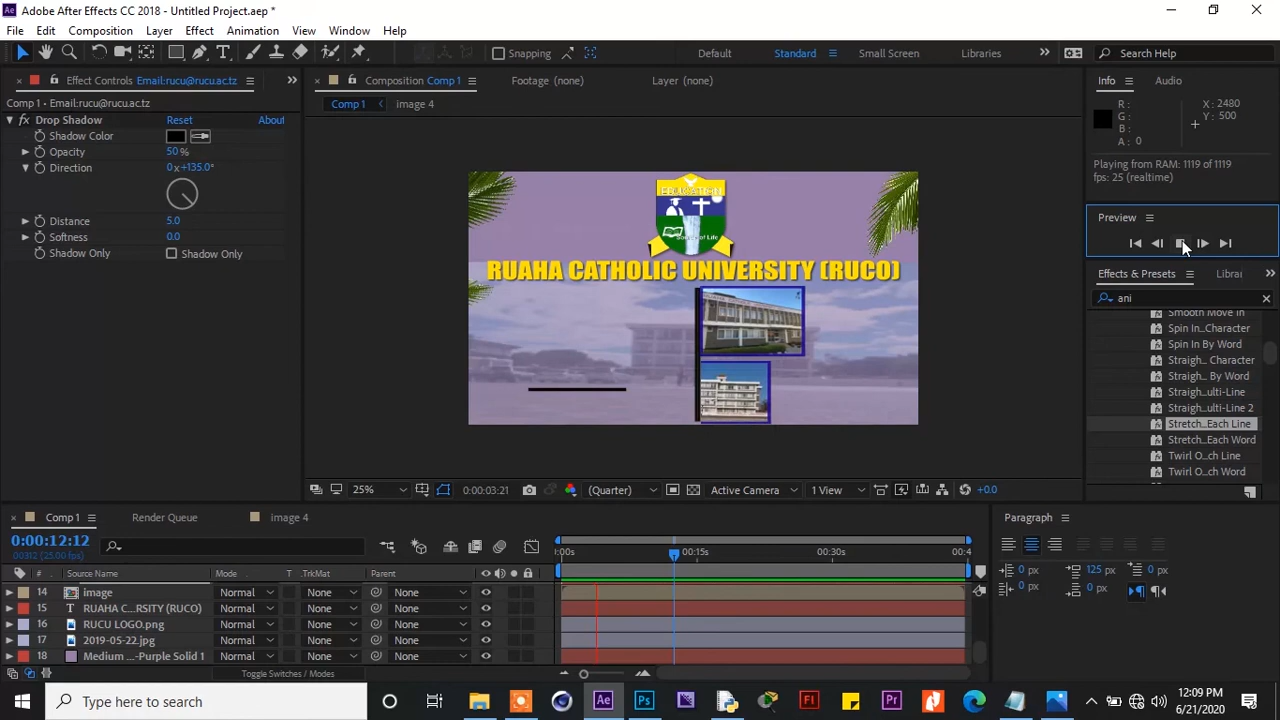 Adobe After Effects CC 2018 - Untitled Project.aep *
File Edit Composition Layer Effect Animation View Window Help
Snapping Default Standard Small Screen Libraries Search Help
Effect Controls Email:rucu@rucu.ac.tz
Composition Comp 1
Footage (none)
Layer (none)
Info
Audio
Comp 1 • Email:rucu@rucu.ac.tz
Comp 1
image 4
Drop Shadow Reset About
Shadow Color
Opacity 50 %
Direction 0 x+135.0°
Distance 5.0
Softness 0.0
Shadow Only Shadow Only
R :
G :
B :
A : 0
X : 2480
Y : 500
Playing from RAM: 1119 of 1119
fps: 25 (realtime)
Preview
EDUCATION
RUAHA CATHOLIC UNIVERSITY (RUCO)
Effects & Presets Librai
ani
Smooth Move In
Spin In..Character
Spin In By Word
Straigh... Character
Straigh... By Word
Straigh...ulti-Line
Straigh...ulti-Line 2
Stretch...Each Line
Stretch...Each Word
Twirl O...ch Line
Twirl O...ch Word
25% 0:00:03:21 (Quarter) Active Camera 1 View +0.0
Comp 1 Render Queue image 4
0:00:12:12
00312 (25.00 fps)
:00s 00:15s 00:30s 00:4
# Source Name Mode T .TrkMat Parent
14 image Normal None None
15 RUAHA C...RSITY (RUCO) Normal None None
16 RUCU LOGO.png Normal None None
17 2019-05-22.jpg Normal None None
18 Medium ...-Purple Solid 1 Normal None None
Toggle Switches / Modes
Paragraph
0 px 125 px 0 px
0 px 0 px
Type here to search
12:09 PM
6/21/2020